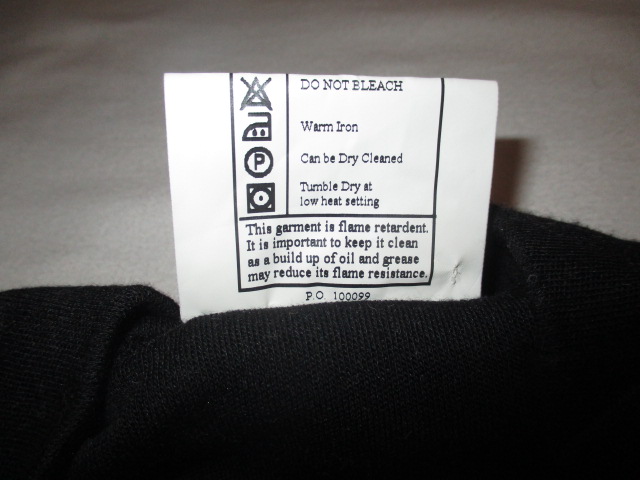 DO NOT BLEACH
Warm Iron
P
Can be Dry Cleaned
Tumble Dry at
low heat setting
This garment is flame retardent.
It is important to keep it clean
as a build up of oil and grease
may reduce its flame resistance.
P.O. 100099